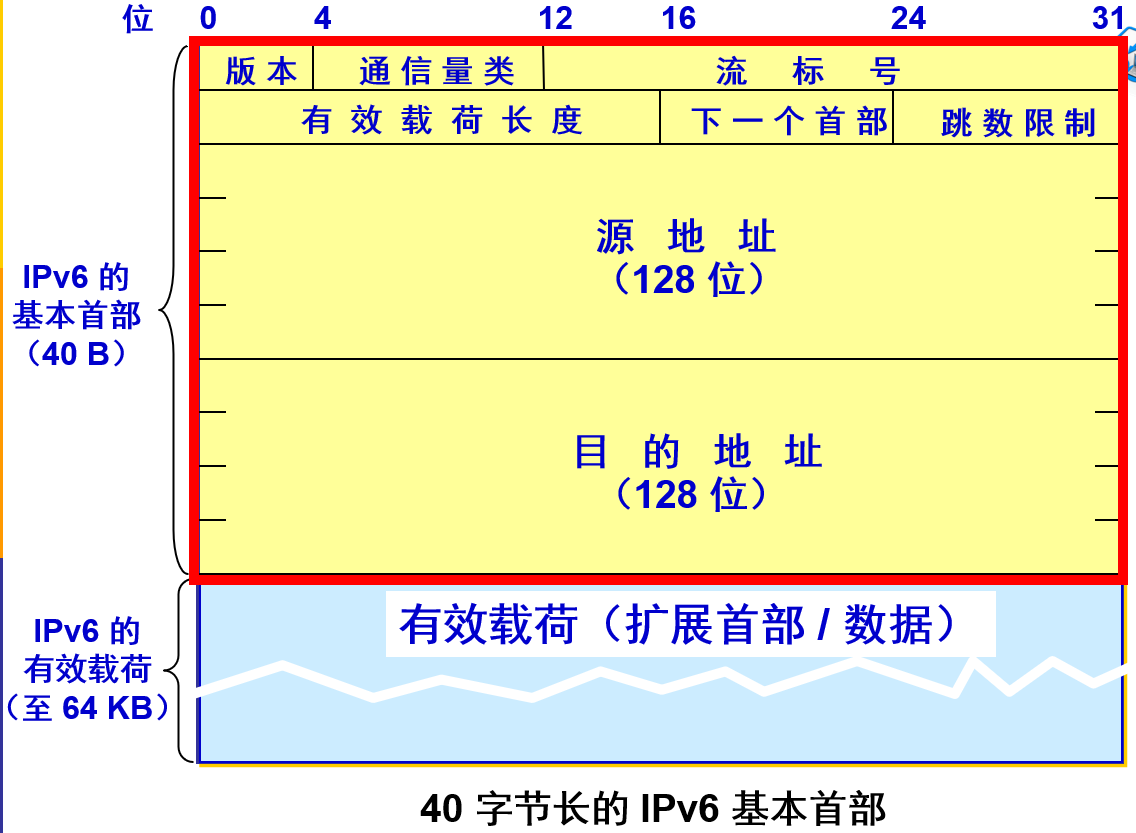 位 0 4 12 16 24 31
版本 通信量类 流标号
有效载荷长度 下一个首部 跳数限制
源地址
（128 位）
IPv6 的
基本首部
（40 B）
目的地址
（128 位）
有效载荷（扩展首部 / 数据）
IPv6 的
有效载荷
（至 64 KB）
40 字节长的 IPv6 基本首部